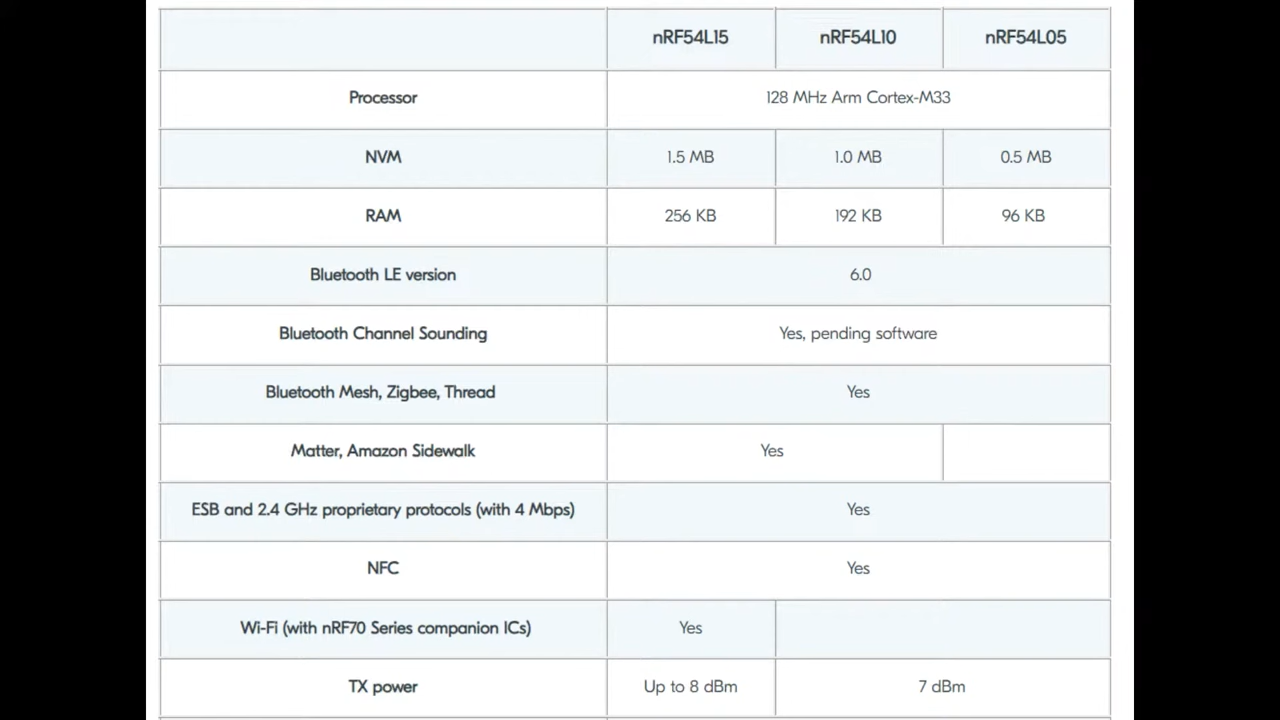 nRF54L15 nRF54L10 nRF54L05
Processor 128 MHz Arm Cortex-M33
NVM 1.5 MB 1.0 MB 0.5 MB
RAM 256 KB 192 KB 96 KB
Bluetooth LE version 6.0
Bluetooth Channel Sounding Yes, pending software
Bluetooth Mesh, Zigbee, Thread Yes
Matter, Amazon Sidewalk Yes
ESB and 2.4 GHz proprietary protocols (with 4 Mbps) Yes
NFC Yes
Wi-Fi (with nRF70 Series companion ICs) Yes
TX power Up to 8 dBm 7 dBm